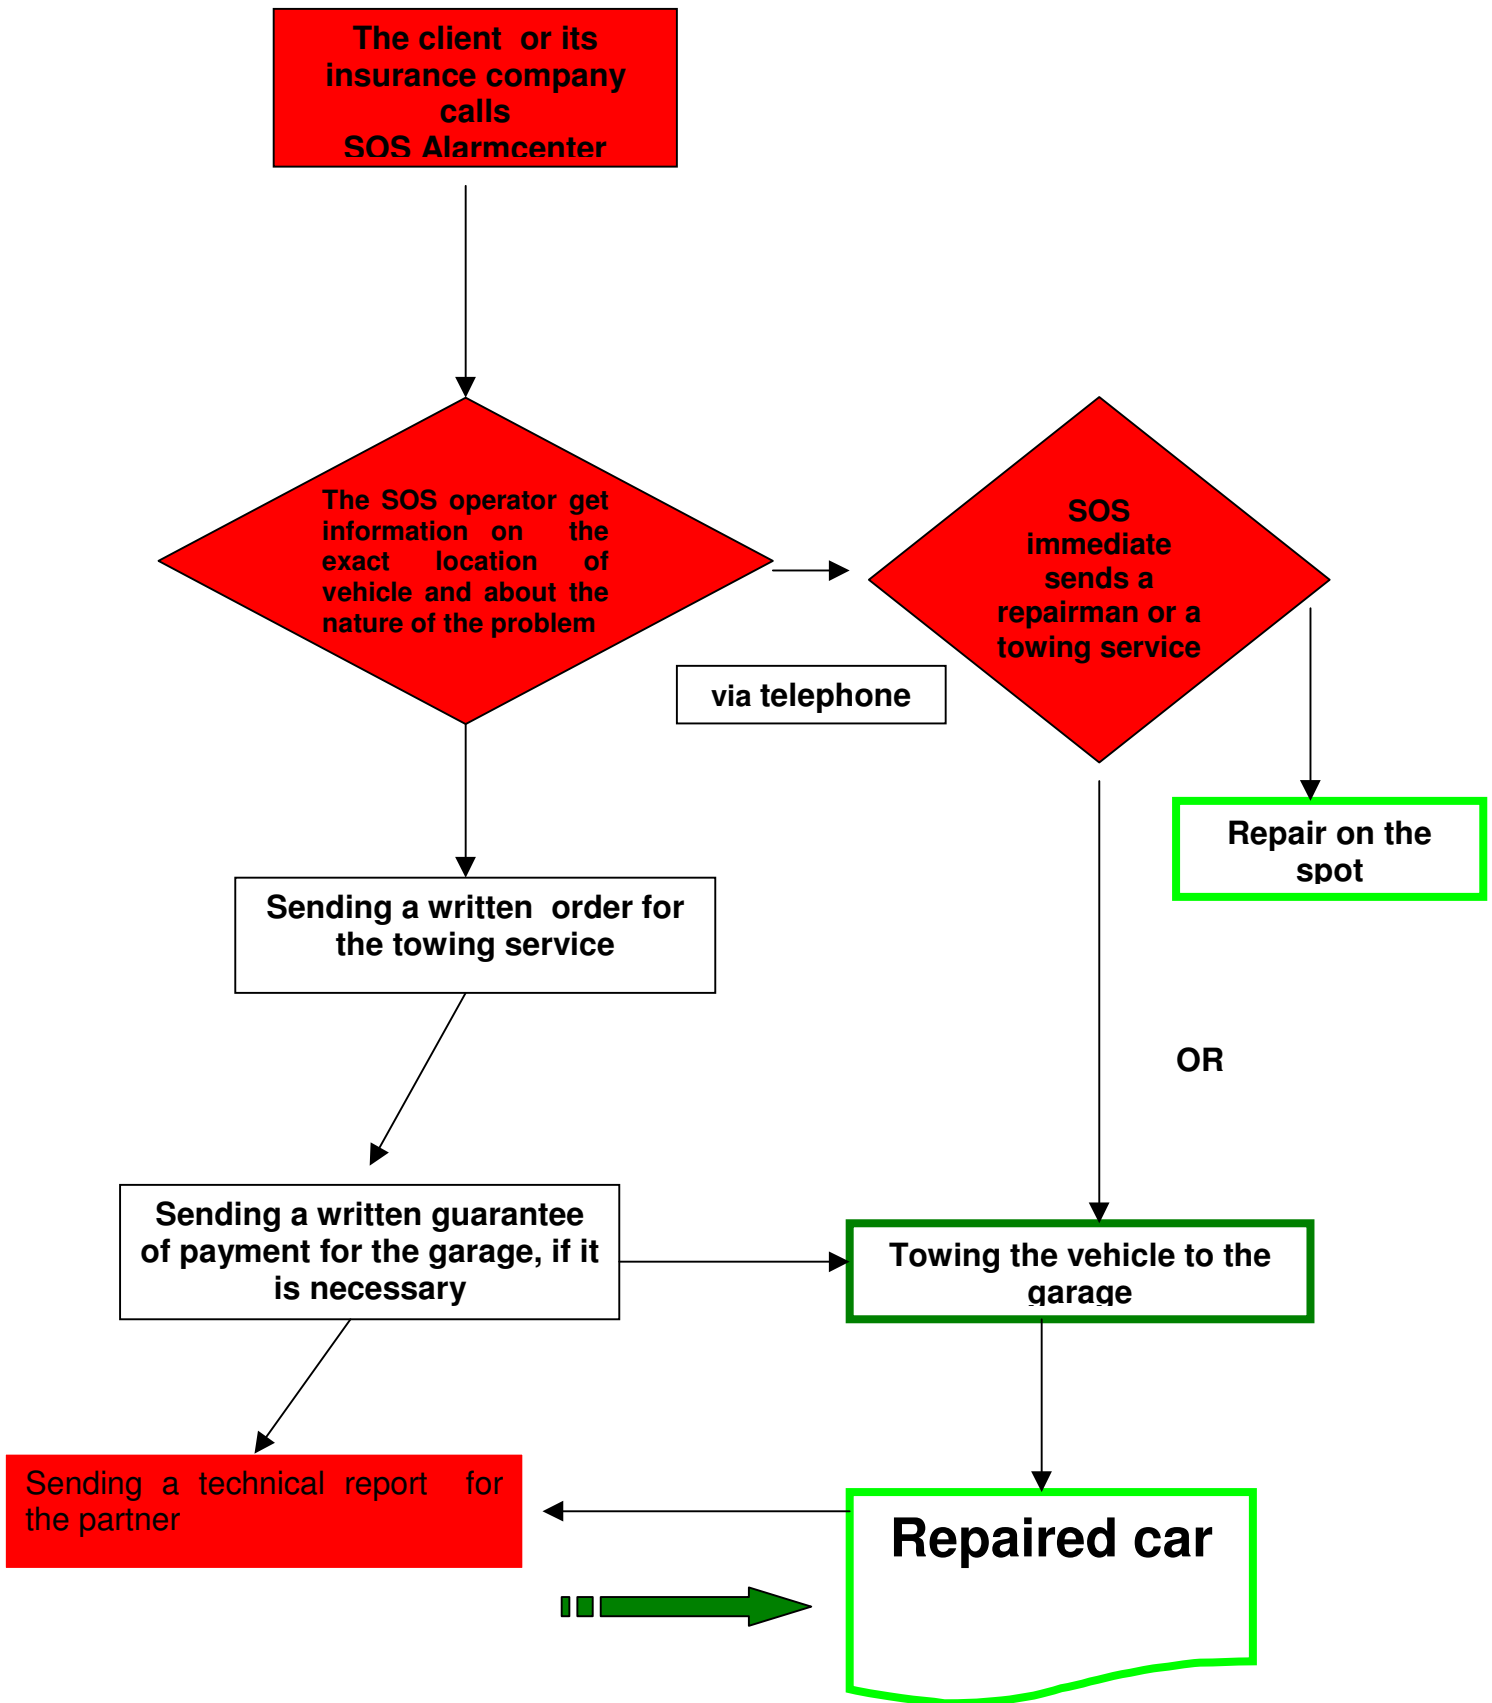 The client or its
insurance company
calls
SOS Alarmcenter
The SOS operator get
information on the
exact location of
vehicle and about the
nature of the problem
SOS
immediate
sends a
repairman or a
towing service
via telephone
Repair on the
spot
Sending a written order for
the towing service
OR
Sending a written guarantee
of payment for the garage, if it
is necessary
Towing the vehicle to the
garage
Sending a technical report for
the partner
Repaired car